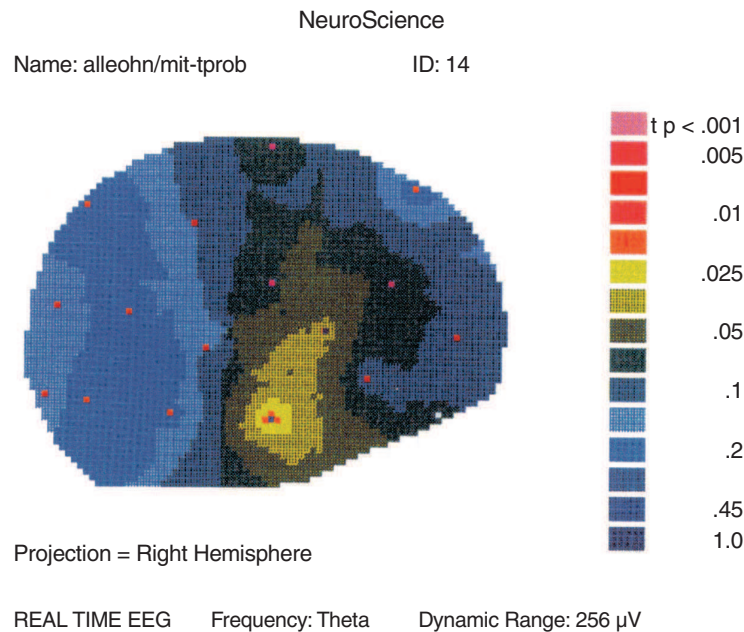 NeuroScience
Name: alleohn/mit-tprob ID: 14
t p < .001
.005
.01
.025
.05
.1
.2
.45
1.0
Projection = Right Hemisphere
REAL TIME EEG Frequency: Theta Dynamic Range: 256 µV